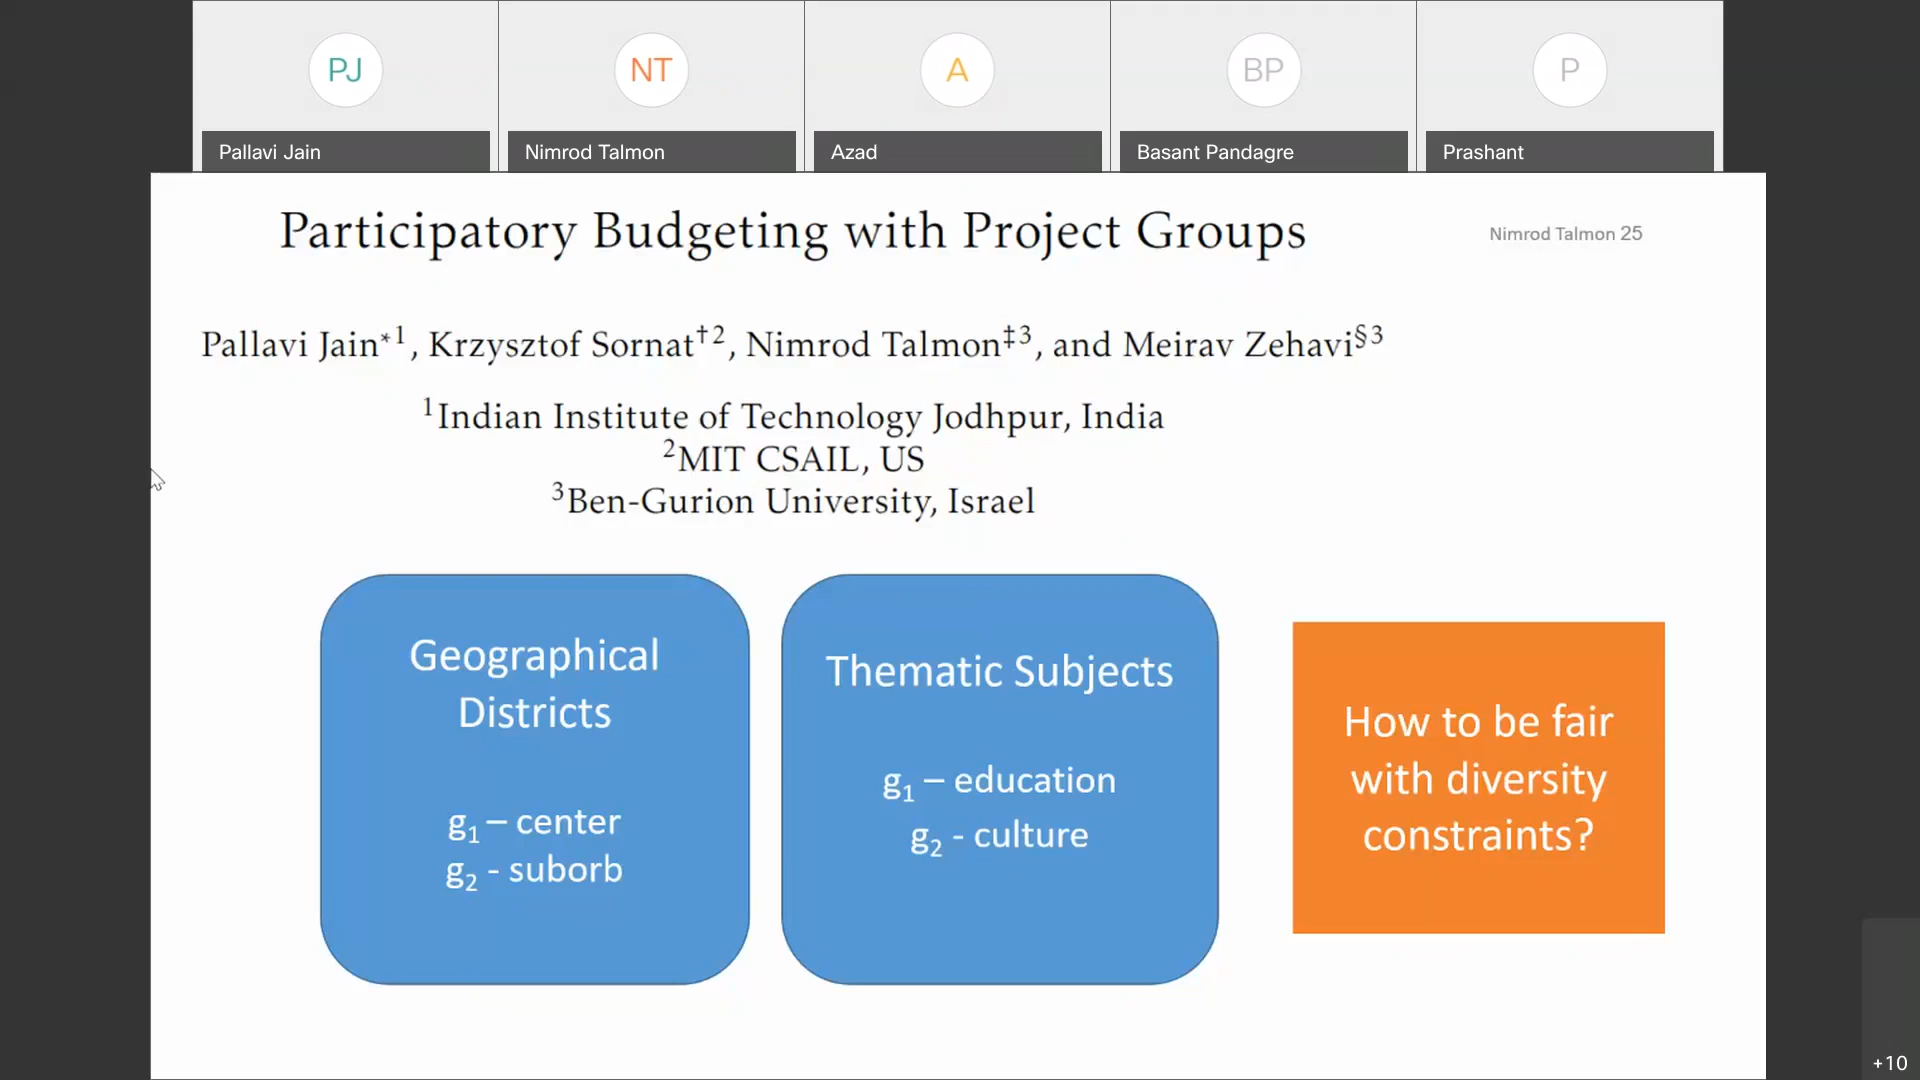 PJ
NT
A
BP
P
Pallavi Jain
Nimrod Talmon
Azad
Basant Pandagre
Prashant
Participatory Budgeting with Project Groups
Nimrod Talmon 25
Pallavi Jain*1, Krzysztof Sornat†2, Nimrod Talmon‡3, and Meirav Zehavi§3
1Indian Institute of Technology Jodhpur, India
2MIT CSAIL, US
3Ben-Gurion University, Israel
Geographical
Districts
g1 – center
g2 - suborb
Thematic Subjects
g1 – education
g2 - culture
How to be fair
with diversity
constraints?
+10